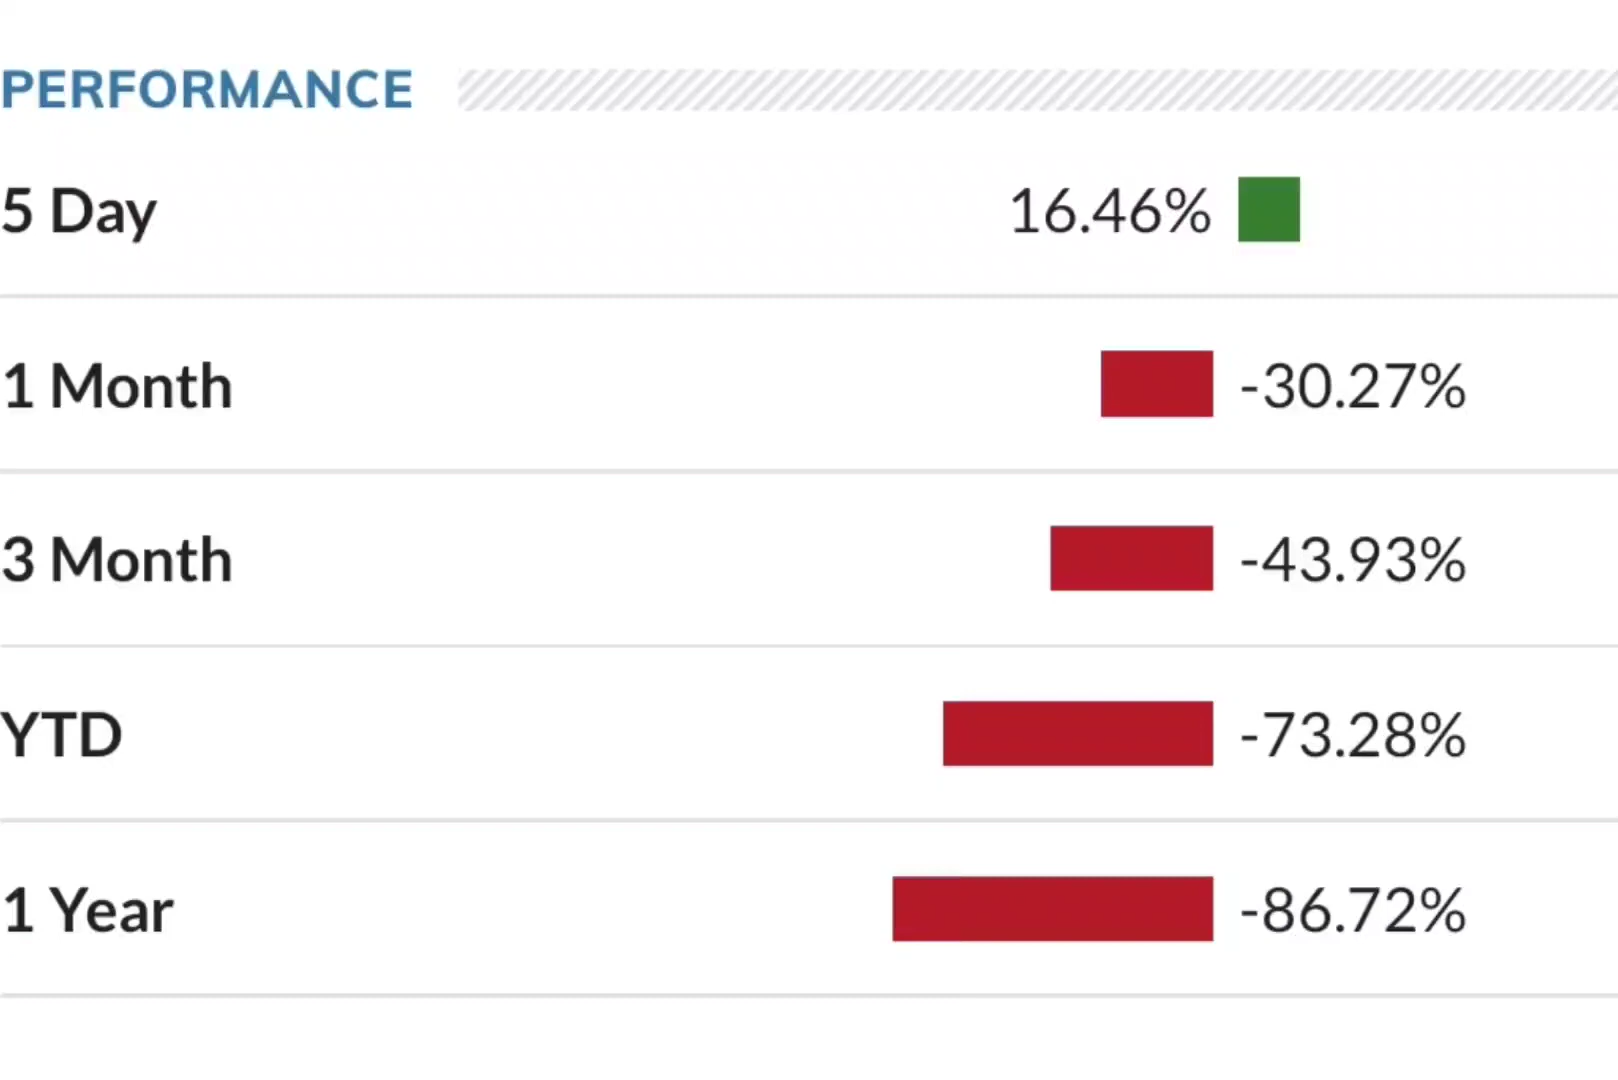 PERFORMANCE
5 Day 16.46%
1 Month -30.27%
3 Month -43.93%
YTD -73.28%
1 Year -86.72%